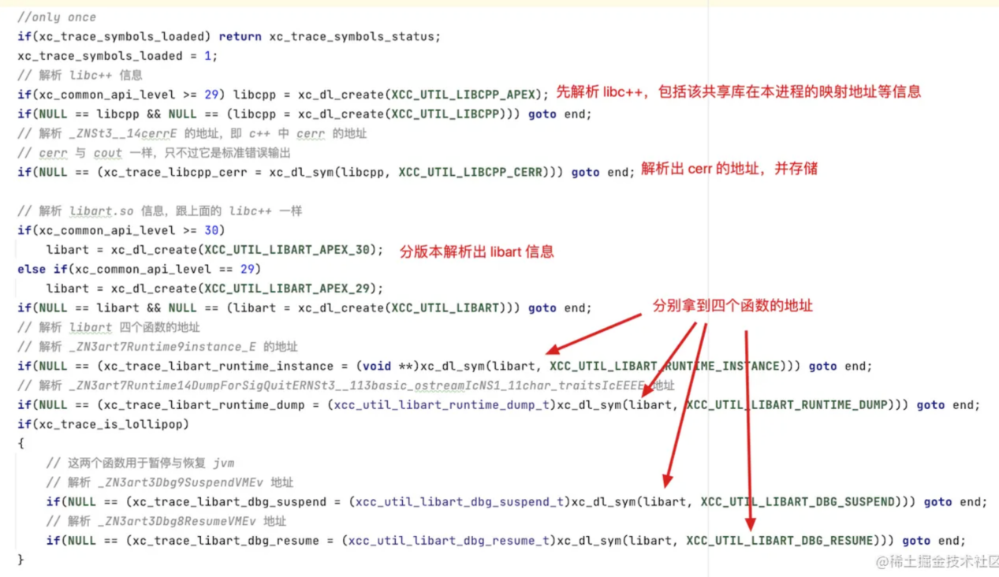 //only once
if(xc_trace_symbols_loaded) return xc_trace_symbols_status;
xc_trace_symbols_loaded = 1;
// 解析 libc++ 信息
if(xc_common_api_level >= 29) libcpp = xc_dl_create(XCC_UTIL_LIBCPP_APEX); 先解析 libc++，包括该共享库在本进程的映射地址等信息
if(NULL == libcpp && NULL == (libcpp = xc_dl_create(XCC_UTIL_LIBCPP))) goto end;
// 解析 _ZNSt3__14cerrE 的地址，即 c++ 中 cerr 的地址
// cerr 与 cout 一样，只不过它是标准错误输出
if(NULL == (xc_trace_libcpp_cerr = xc_dl_sym(libcpp, XCC_UTIL_LIBCPP_CERR))) goto end; 解析出 cerr 的地址，并存储
// 解析 libart.so 信息，跟上面的 libc++ 一样
if(xc_common_api_level >= 30)
libart = xc_dl_create(XCC_UTIL_LIBART_APEX_30); 分版本解析出 libart 信息
else if(xc_common_api_level == 29)
libart = xc_dl_create(XCC_UTIL_LIBART_APEX_29);
if(NULL == libart && NULL == (libart = xc_dl_create(XCC_UTIL_LIBART))) goto end; 分别拿到四个函数的地址
// 解析 libart 四个函数的地址
// 解析 _ZN3art7Runtime9instance_E 的地址
if(NULL == (xc_trace_libart_runtime_instance = (void **)xc_dl_sym(libart, XCC_UTIL_LIBART_RUNTIME_INSTANCE))) goto end;
// 解析 _ZN3art7Runtime14DumpForSigQuitERNSt3__113basic_ostreamIcNS1_11char_traitsIcEEEE 地址
if(NULL == (xc_trace_libart_runtime_dump = (xcc_util_libart_runtime_dump_t)xc_dl_sym(libart, XCC_UTIL_LIBART_RUNTIME_DUMP))) goto end;
if(xc_trace_is_lollipop)
{
// 这两个函数用于暂停与恢复 jvm
// 解析 _ZN3art3Dbg9SuspendVMEv 地址
if(NULL == (xc_trace_libart_dbg_suspend = (xcc_util_libart_dbg_suspend_t)xc_dl_sym(libart, XCC_UTIL_LIBART_DBG_SUSPEND))) goto end;
// 解析 _ZN3art3Dbg8ResumeVMEv 地址
if(NULL == (xc_trace_libart_dbg_resume = (xcc_util_libart_dbg_resume_t)xc_dl_sym(libart, XCC_UTIL_LIBART_DBG_RESUME))) goto end;
}
@稀土掘金技术社区